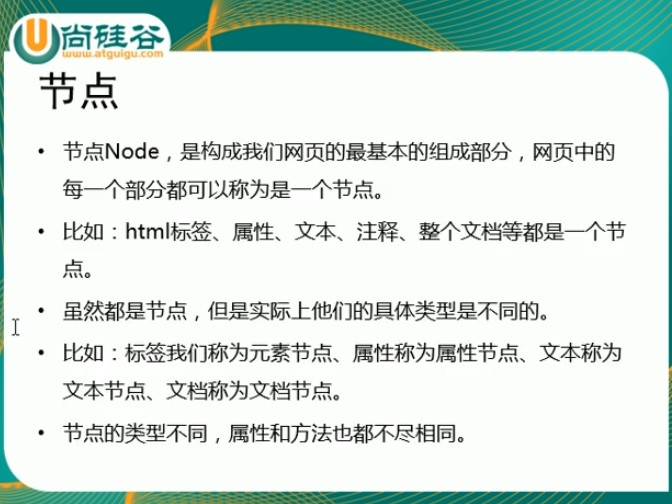 尚硅谷
www.atguigu.com
节点
• 节点Node，是构成我们网页的最基本的组成部分，网页中的
每一个部分都可以称为是一个节点。
• 比如：html标签、属性、文本、注释、整个文档等都是一个节
点。
• 虽然都是节点，但是实际上他们的具体类型是不同的。
• 比如：标签我们称为元素节点、属性称为属性节点、文本称为
文本节点、文档称为文档节点。
• 节点的类型不同，属性和方法也都不尽相同。